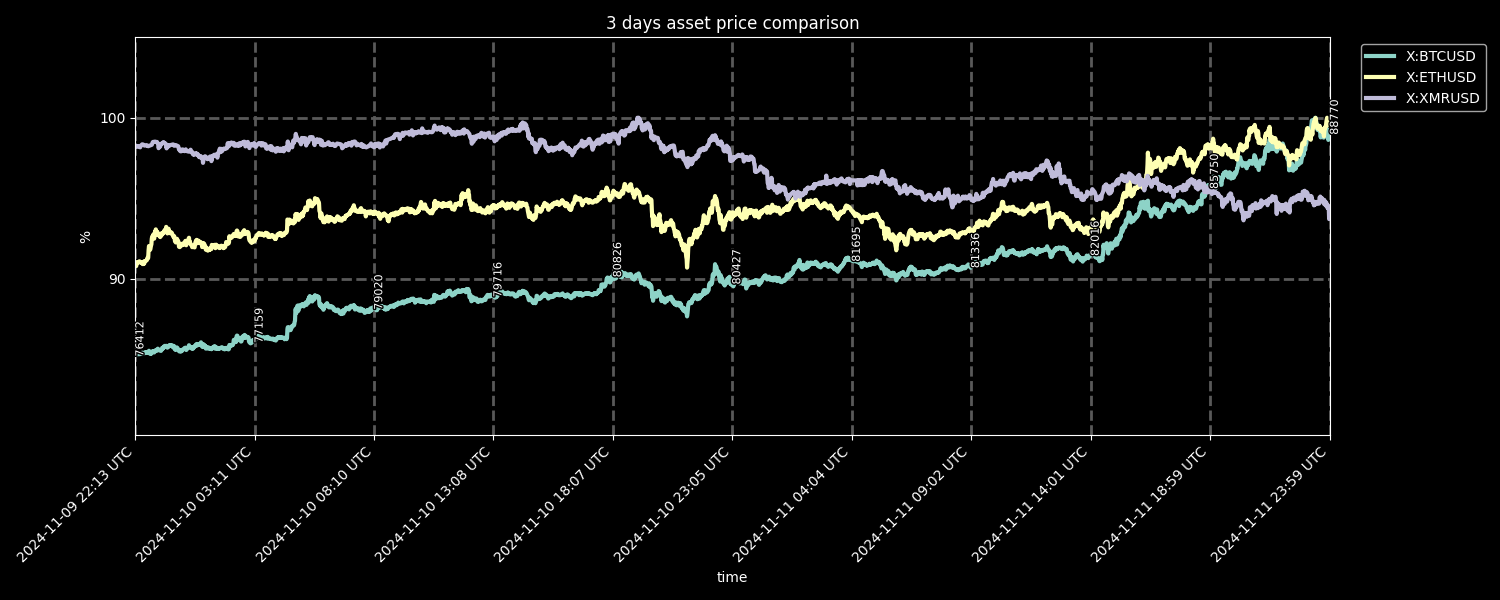 3 days asset price comparison
X:BTCUSD
X:ETHUSD
X:XMRUSD
100
90
%
76412
77159
79020
79716
80826
80427
81695
81336
82016
85750
88770
2024-11-09 22:13 UTC
2024-11-10 03:11 UTC
2024-11-10 08:10 UTC
2024-11-10 13:08 UTC
2024-11-10 18:07 UTC
2024-11-10 23:05 UTC
2024-11-11 04:04 UTC
2024-11-11 09:02 UTC
2024-11-11 14:01 UTC
2024-11-11 18:59 UTC
2024-11-11 23:59 UTC
time